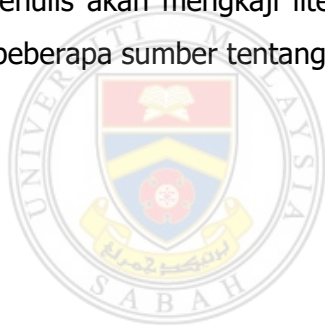 enulis akan mengkaji lite
beberapa sumber tentang
UNIVERSITI MALAYSIA
SABAH